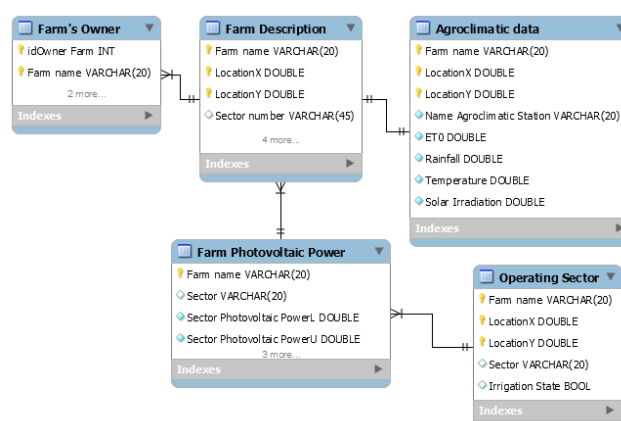 Farm's Owner
idOwner Farm INT
Farm name VARCHAR(20)
2 more...
Indexes
Farm Description
Farm name VARCHAR(20)
LocationX DOUBLE
LocationY DOUBLE
Sector number VARCHAR(45)
4 more...
Indexes
Agroclimatic data
Farm name VARCHAR(20)
LocationX DOUBLE
LocationY DOUBLE
Name Agroclimatic Station VARCHAR(20)
ET0 DOUBLE
Rainfall DOUBLE
Temperature DOUBLE
Solar Irradiation DOUBLE
Indexes
Farm Photovoltaic Power
Farm name VARCHAR(20)
Sector VARCHAR(20)
Sector Photovoltaic PowerL DOUBLE
Sector Photovoltaic PowerU DOUBLE
3 more...
Indexes
Operating Sector
Farm name VARCHAR(20)
LocationX DOUBLE
LocationY DOUBLE
Sector VARCHAR(20)
Irrigation State BOOL
Indexes